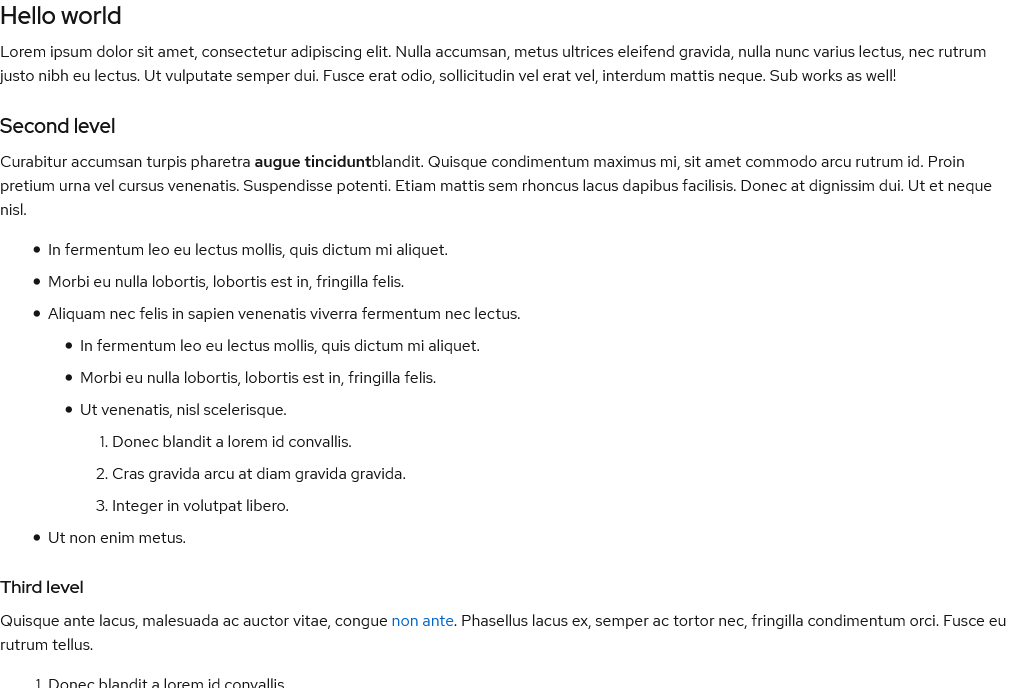 Hello world
Lorem ipsum dolor sit amet, consectetur adipiscing elit. Nulla accumsan, metus ultrices eleifend gravida, nulla nunc varius lectus, nec rutrum
justo nibh eu lectus. Ut vulputate semper dui. Fusce erat odio, sollicitudin vel erat vel, interdum mattis neque. Sub works as well!
Second level
Curabitur accumsan turpis pharetra augue tinciduntblandit. Quisque condimentum maximus mi, sit amet commodo arcu rutrum id. Proin
pretium urna vel cursus venenatis. Suspendisse potenti. Etiam mattis sem rhoncus lacus dapibus facilisis. Donec at dignissim dui. Ut et neque
nisl.
• In fermentum leo eu lectus mollis, quis dictum mi aliquet.
• Morbi eu nulla lobortis, lobortis est in, fringilla felis.
• Aliquam nec felis in sapien venenatis viverra fermentum nec lectus.
• In fermentum leo eu lectus mollis, quis dictum mi aliquet.
• Morbi eu nulla lobortis, lobortis est in, fringilla felis.
• Ut venenatis, nisl scelerisque.
1. Donec blandit a lorem id convallis.
2. Cras gravida arcu at diam gravida gravida.
3. Integer in volutpat libero.
• Ut non enim metus.
Third level
Quisque ante lacus, malesuada ac auctor vitae, congue non ante. Phasellus lacus ex, semper ac tortor nec, fringilla condimentum orci. Fusce eu
rutrum tellus.
1. Donec blandit a lorem id convallis.